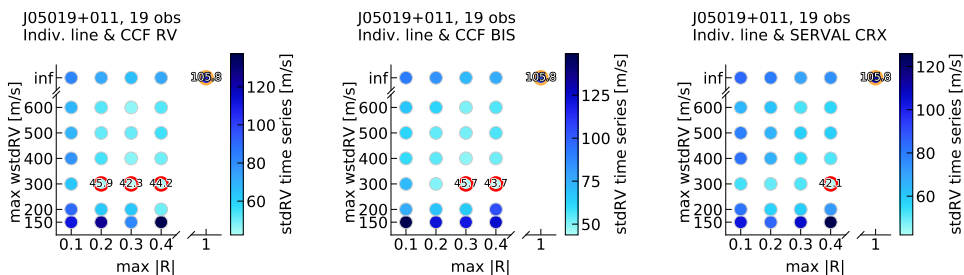 J05019+011, 19 obs
Indiv. line & CCF RV
max wstdRV [m/s]
inf
600
500
400
300
200
150
0.1 0.2 0.3 0.4 1
max |R|
105.8
45.9 42.3 44.2
stdRV time series [m/s]
120
100
80
60
J05019+011, 19 obs
Indiv. line & CCF BIS
max wstdRV [m/s]
inf
600
500
400
300
200
150
0.1 0.2 0.3 0.4 1
max |R|
105.8
45.7 43.7
stdRV time series [m/s]
125
100
75
50
J05019+011, 19 obs
Indiv. line & SERVAL CRX
max wstdRV [m/s]
inf
600
500
400
300
200
150
0.1 0.2 0.3 0.4 1
max |R|
105.8
42.1
stdRV time series [m/s]
120
100
80
60